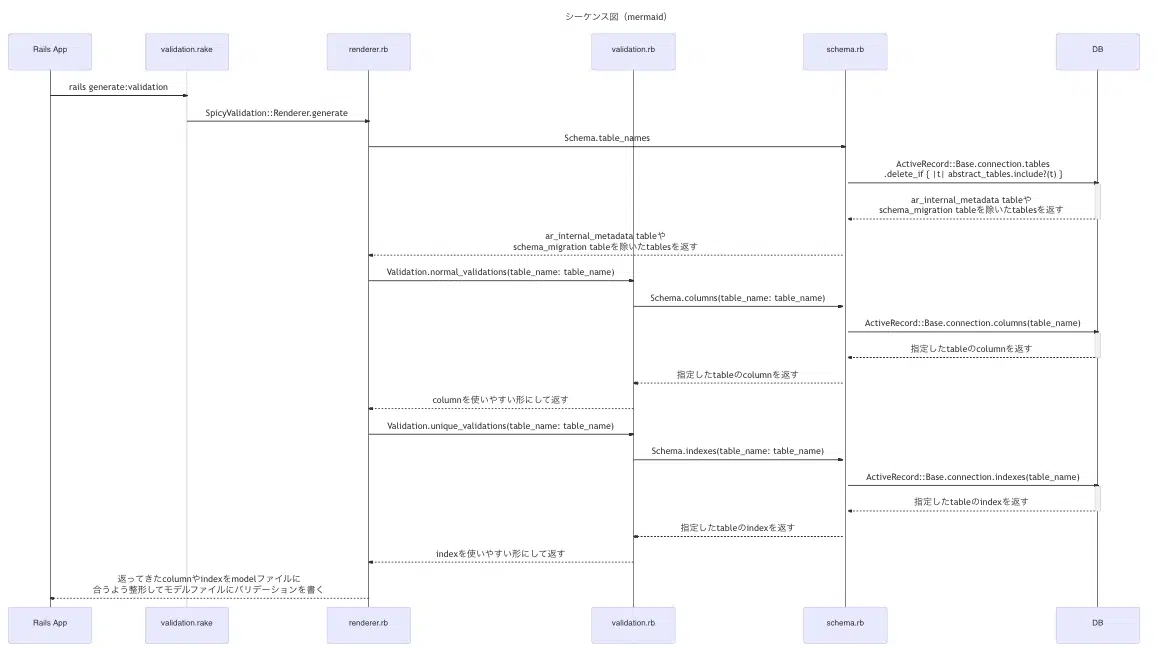 シーケンス図（mermaid）
Rails App
validation.rake
renderer.rb
validation.rb
schema.rb
DB
rails generate:validation
SpicyValidation::Renderer.generate
Schema.table_names
ActiveRecord::Base.connection.tables
.delete_if { |t| abstract_tables.include?(t) }
ar_internal_metadata tableや
schema_migration tableを除いたtablesを返す
ar_internal_metadata tableや
schema_migration tableを除いたtablesを返す
Validation.normal_validations(table_name: table_name)
Schema.columns(table_name: table_name)
ActiveRecord::Base.connection.columns(table_name)
指定したtableのcolumnを返す
指定したtableのcolumnを返す
columnを使いやすい形にして返す
Validation.unique_validations(table_name: table_name)
Schema.indexes(table_name: table_name)
ActiveRecord::Base.connection.indexes(table_name)
指定したtableのindexを返す
指定したtableのindexを返す
indexを使いやすい形にして返す
返ってきたcolumnやindexをmodelファイルに
合うよう整形してモデルファイルにバリデーションを書く
Rails App
validation.rake
renderer.rb
validation.rb
schema.rb
DB